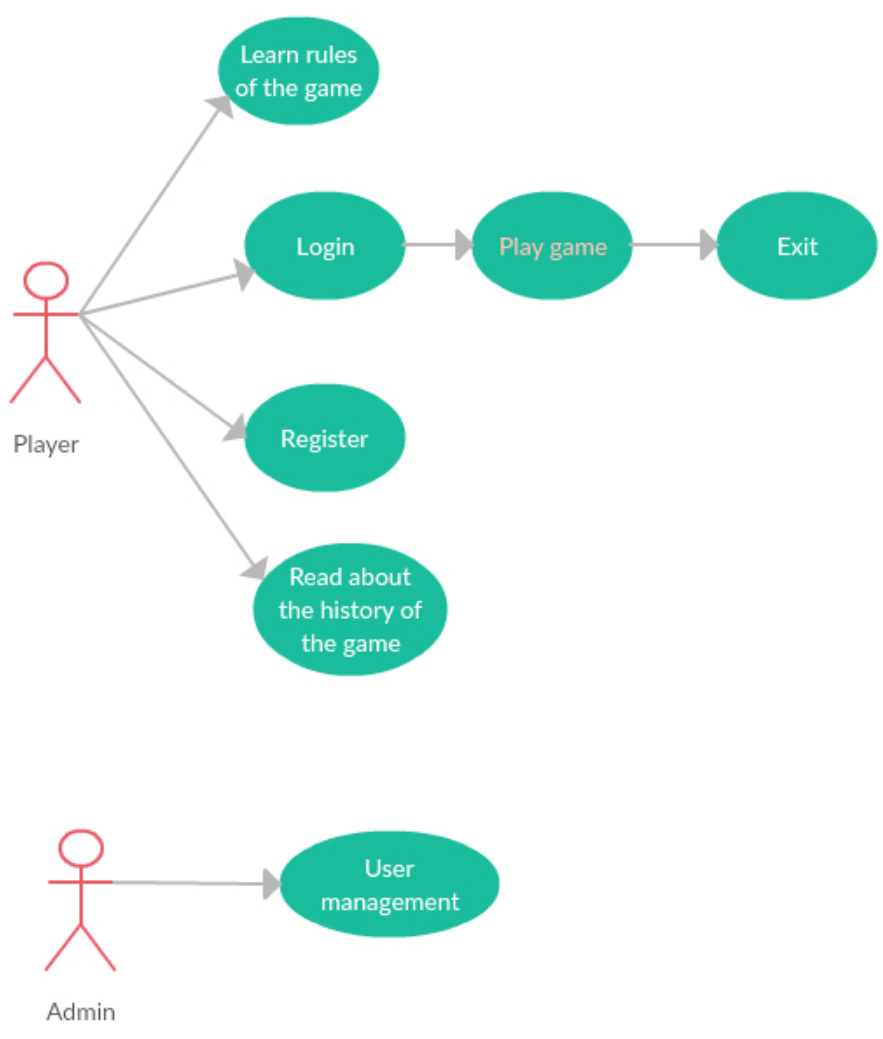 Learn rules
of the game
Login
Play game
Exit
Player
Register
Read about
the history of
the game
User
management
Admin